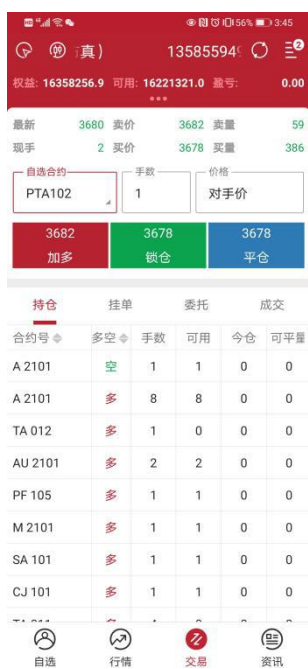 56% 3:45
真) 13585594 2
权益: 16358256.9 可用: 16221321.0 盈亏: 0.00
最新 3680 卖价 3682 卖量 59
现手 2 买价 3678 买量 386
自选合约 手数 价格
PTA102 1 对手价
3682 3678 3678
加多 锁仓 平仓
持仓 挂单 委托 成交
合约号 多空 手数 可用 今仓 可平量
A 2101 空 1 1 0 0
A 2101 多 8 8 0 0
TA 012 多 1 0 0 0
AU 2101 多 2 2 0 0
PF 105 多 1 1 0 0
M 2101 多 1 1 0 0
SA 101 多 1 1 0 0
CJ 101 多 1 1 0 0
自选 行情 交易 资讯